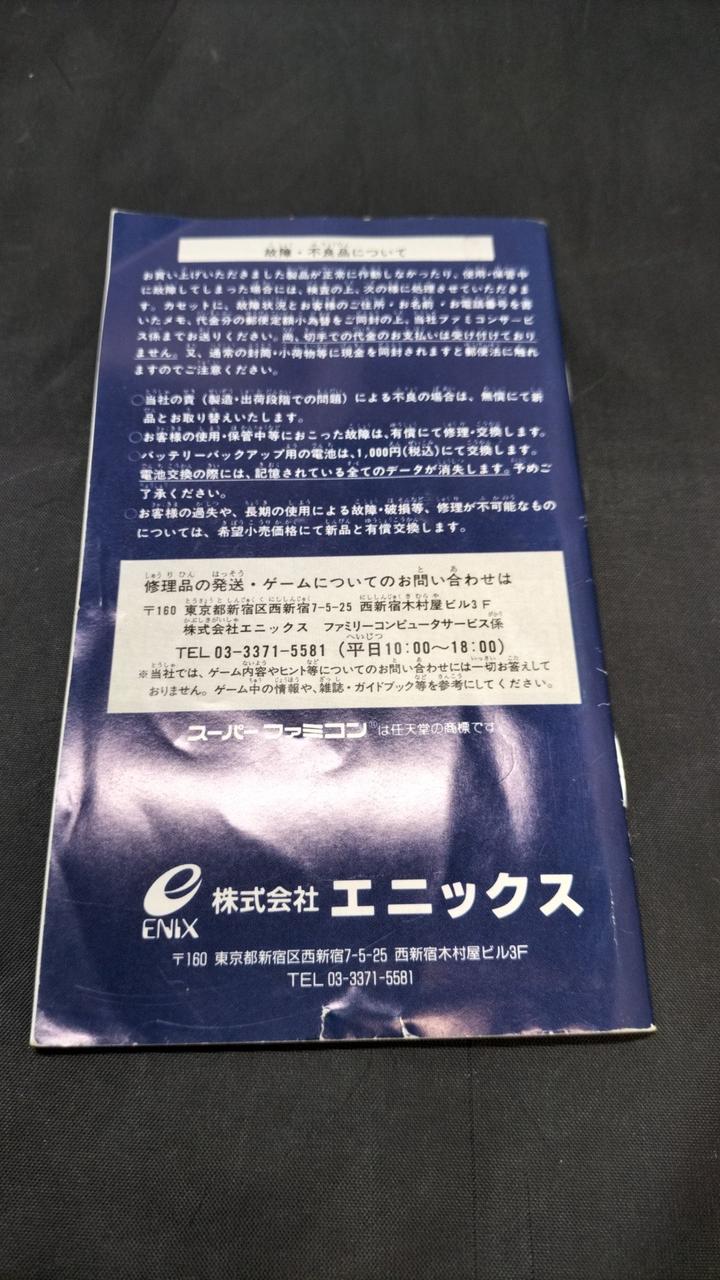 故障・不良品について
お買い上げいただきました製品が正常に作動しなかったり、使用・保管中
に故障してしまった場合には、検査の上、次の様に処理させていただきま
す。カセットに、故障状況とお客様のご住所・お名前・お電話番号を書
いたメモ、代金分の郵便定額小為替をご同封の上、当社ファミコンサービ
ス係までお送りください。尚、切手での代金のお支払いは受け付けており
ません。又、通常の封筒・小荷物等に現金を同封されますと郵便法に触れ
ますのでご注意ください。
○当社の責（製造・出荷段階での問題）による不良の場合は、無償にて新
品とお取り替えいたします。
○お客様の使用・保管中等におこった故障は、有償にて修理・交換します。
○バッテリーバックアップ用の電池は、1,000円(税込)にて交換します。
電池交換の際には、記憶されている全てのデータが消失します。予めご
了承ください。
○お客様の過失や、長期の使用による故障・破損等、修理が不可能なもの
については、希望小売価格にて新品と有償交換します。
修理品の発送・ゲームについてのお問い合わせは
〒160 東京都新宿区西新宿7-5-25 西新宿木村屋ビル3F
株式会社エニックス ファミリーコンピュータサービス係
TEL 03-3371-5581（平日10:00〜18:00）
※当社では、ゲーム内容やヒント等についてのお問い合わせには一切お答えして
おりません。ゲーム中の情報や、雑誌・ガイドブック等を参考にしてください。
スーパーファミコン®は任天堂の商標です
ENIX 株式会社 エニックス
〒160 東京都新宿区西新宿7-5-25 西新宿木村屋ビル3F
TEL 03-3371-5581